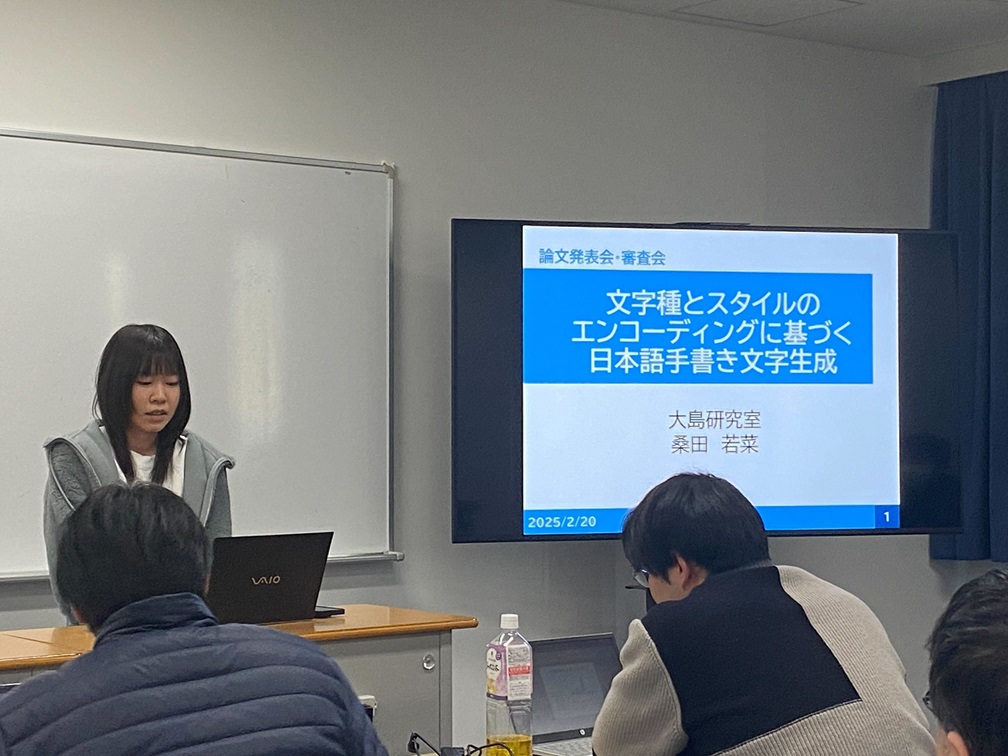 論文発表会・審査会
文字種とスタイルの
エンコーディングに基づく
日本語手書き文字生成
大島研究室
桑田 若菜
2025/2/20
1
VAIO